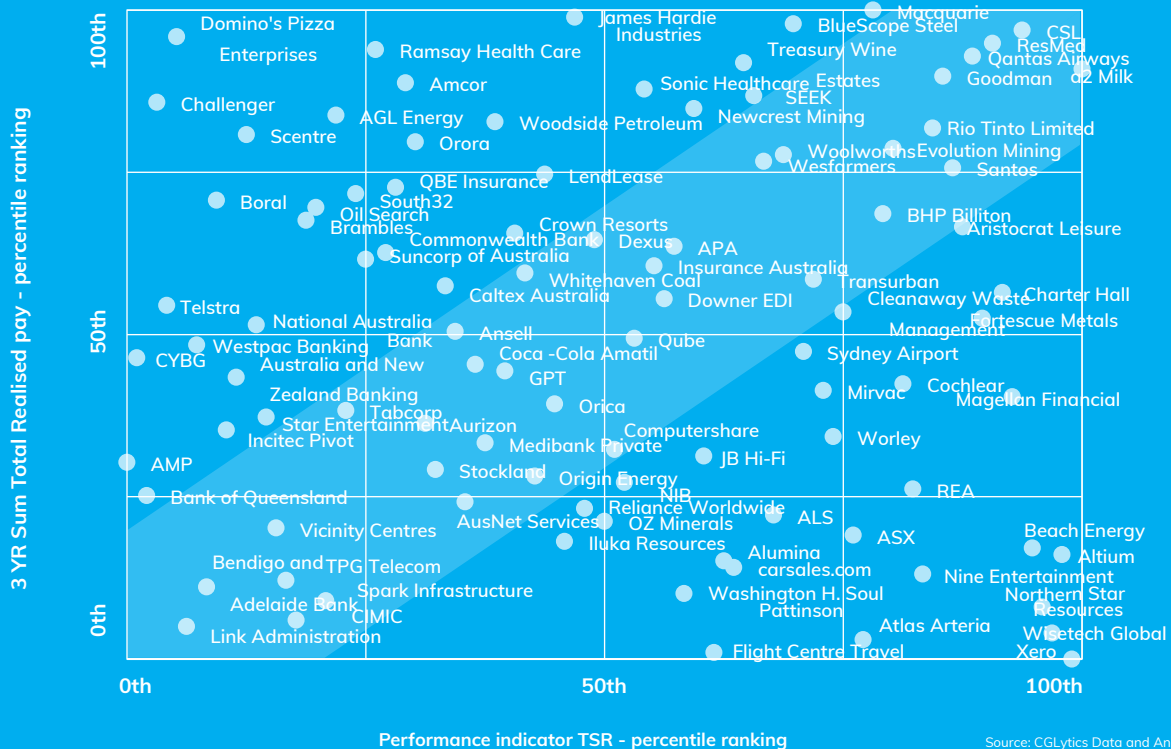 100th
Domino's Pizza
Enterprises
James Hardie
Industries
Macquarie
BlueScope Steel
CSL
ResMed
Ramsay Health Care
Treasury Wine
Estates
Qantas Airways
a2 Milk
Goodman
Amcor
Sonic Healthcare
SEEK
Challenger
AGL Energy
Woodside Petroleum
Newcrest Mining
Rio Tinto Limited
Scentre
Orora
Woolworths
Evolution Mining
Wesfarmers
Santos
QBE Insurance
LendLease
Boral
South32
Oil Search
Brambles
BHP Billiton
Aristocrat Leisure
Crown Resorts
Commonwealth Bank
of Australia
Dexus
APA
Suncorp
Insurance Australia
Whitehaven Coal
Transurban
Caltex Australia
Downer EDI
Cleanaway Waste
Management
Charter Hall
Telstra
Fortescue Metals
50th
National Australia
Bank
Ansell
Qube
Westpac Banking
CYBG
Coca -Cola Amatil
Sydney Airport
Australia and New
Zealand Banking
GPT
Mirvac
Cochlear
Magellan Financial
Tabcorp
Orica
Star Entertainment
Aurizon
Incitec Pivot
Computershare
Medibank Private
Worley
JB Hi-Fi
AMP
Stockland
Origin Energy
NIB
REA
Bank of Queensland
AusNet Services
Reliance Worldwide
OZ Minerals
ALS
Vicinity Centres
Iluka Resources
ASX
Beach Energy
Altium
Alumina
carsales.com
Bendigo and
Adelaide Bank
TPG Telecom
Nine Entertainment
Spark Infrastructure
Washington H. Soul
Pattinson
Northern Star
Resources
CIMIC
Link Administration
Atlas Arteria
Wisetech Global
Flight Centre Travel
Xero
0th
3 YR Sum Total Realised pay - percentile ranking
0th
50th
100th
Performance indicator TSR - percentile ranking
Source: CGLytics Data and An